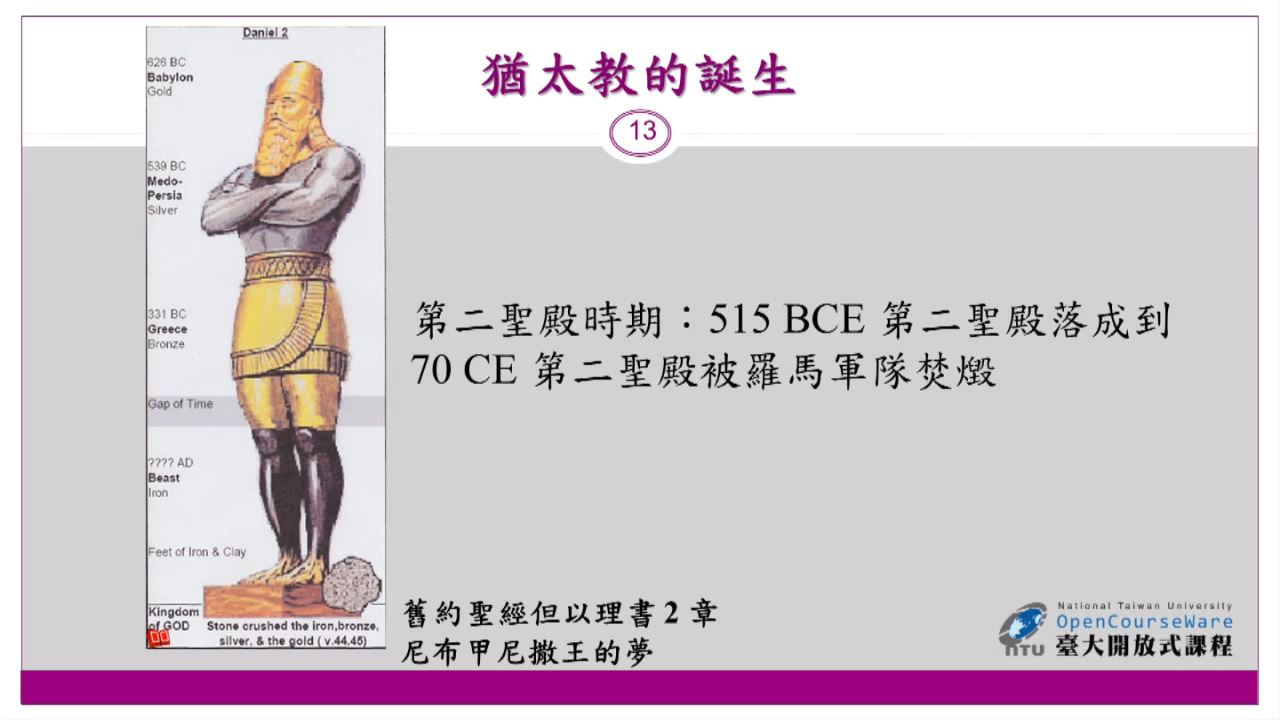 猶太教的誕生
13
Daniel 2
626 BC
Babylon
Gold
539 BC
Medo-
Persia
Silver
331 BC
Greece
Bronze
Gap of Time
???? AD
Beast
Iron
Feet of Iron & Clay
Kingdom
of GOD
Stone crushed the iron,bronze,
silver, & the gold ( v.44,45)
第二聖殿時期：515 BCE 第二聖殿落成到
70 CE 第二聖殿被羅馬軍隊焚燬
舊約聖經但以理書 2 章
尼布甲尼撒王的夢
National Taiwan University
OpenCourseWare
NTU 臺大開放式課程